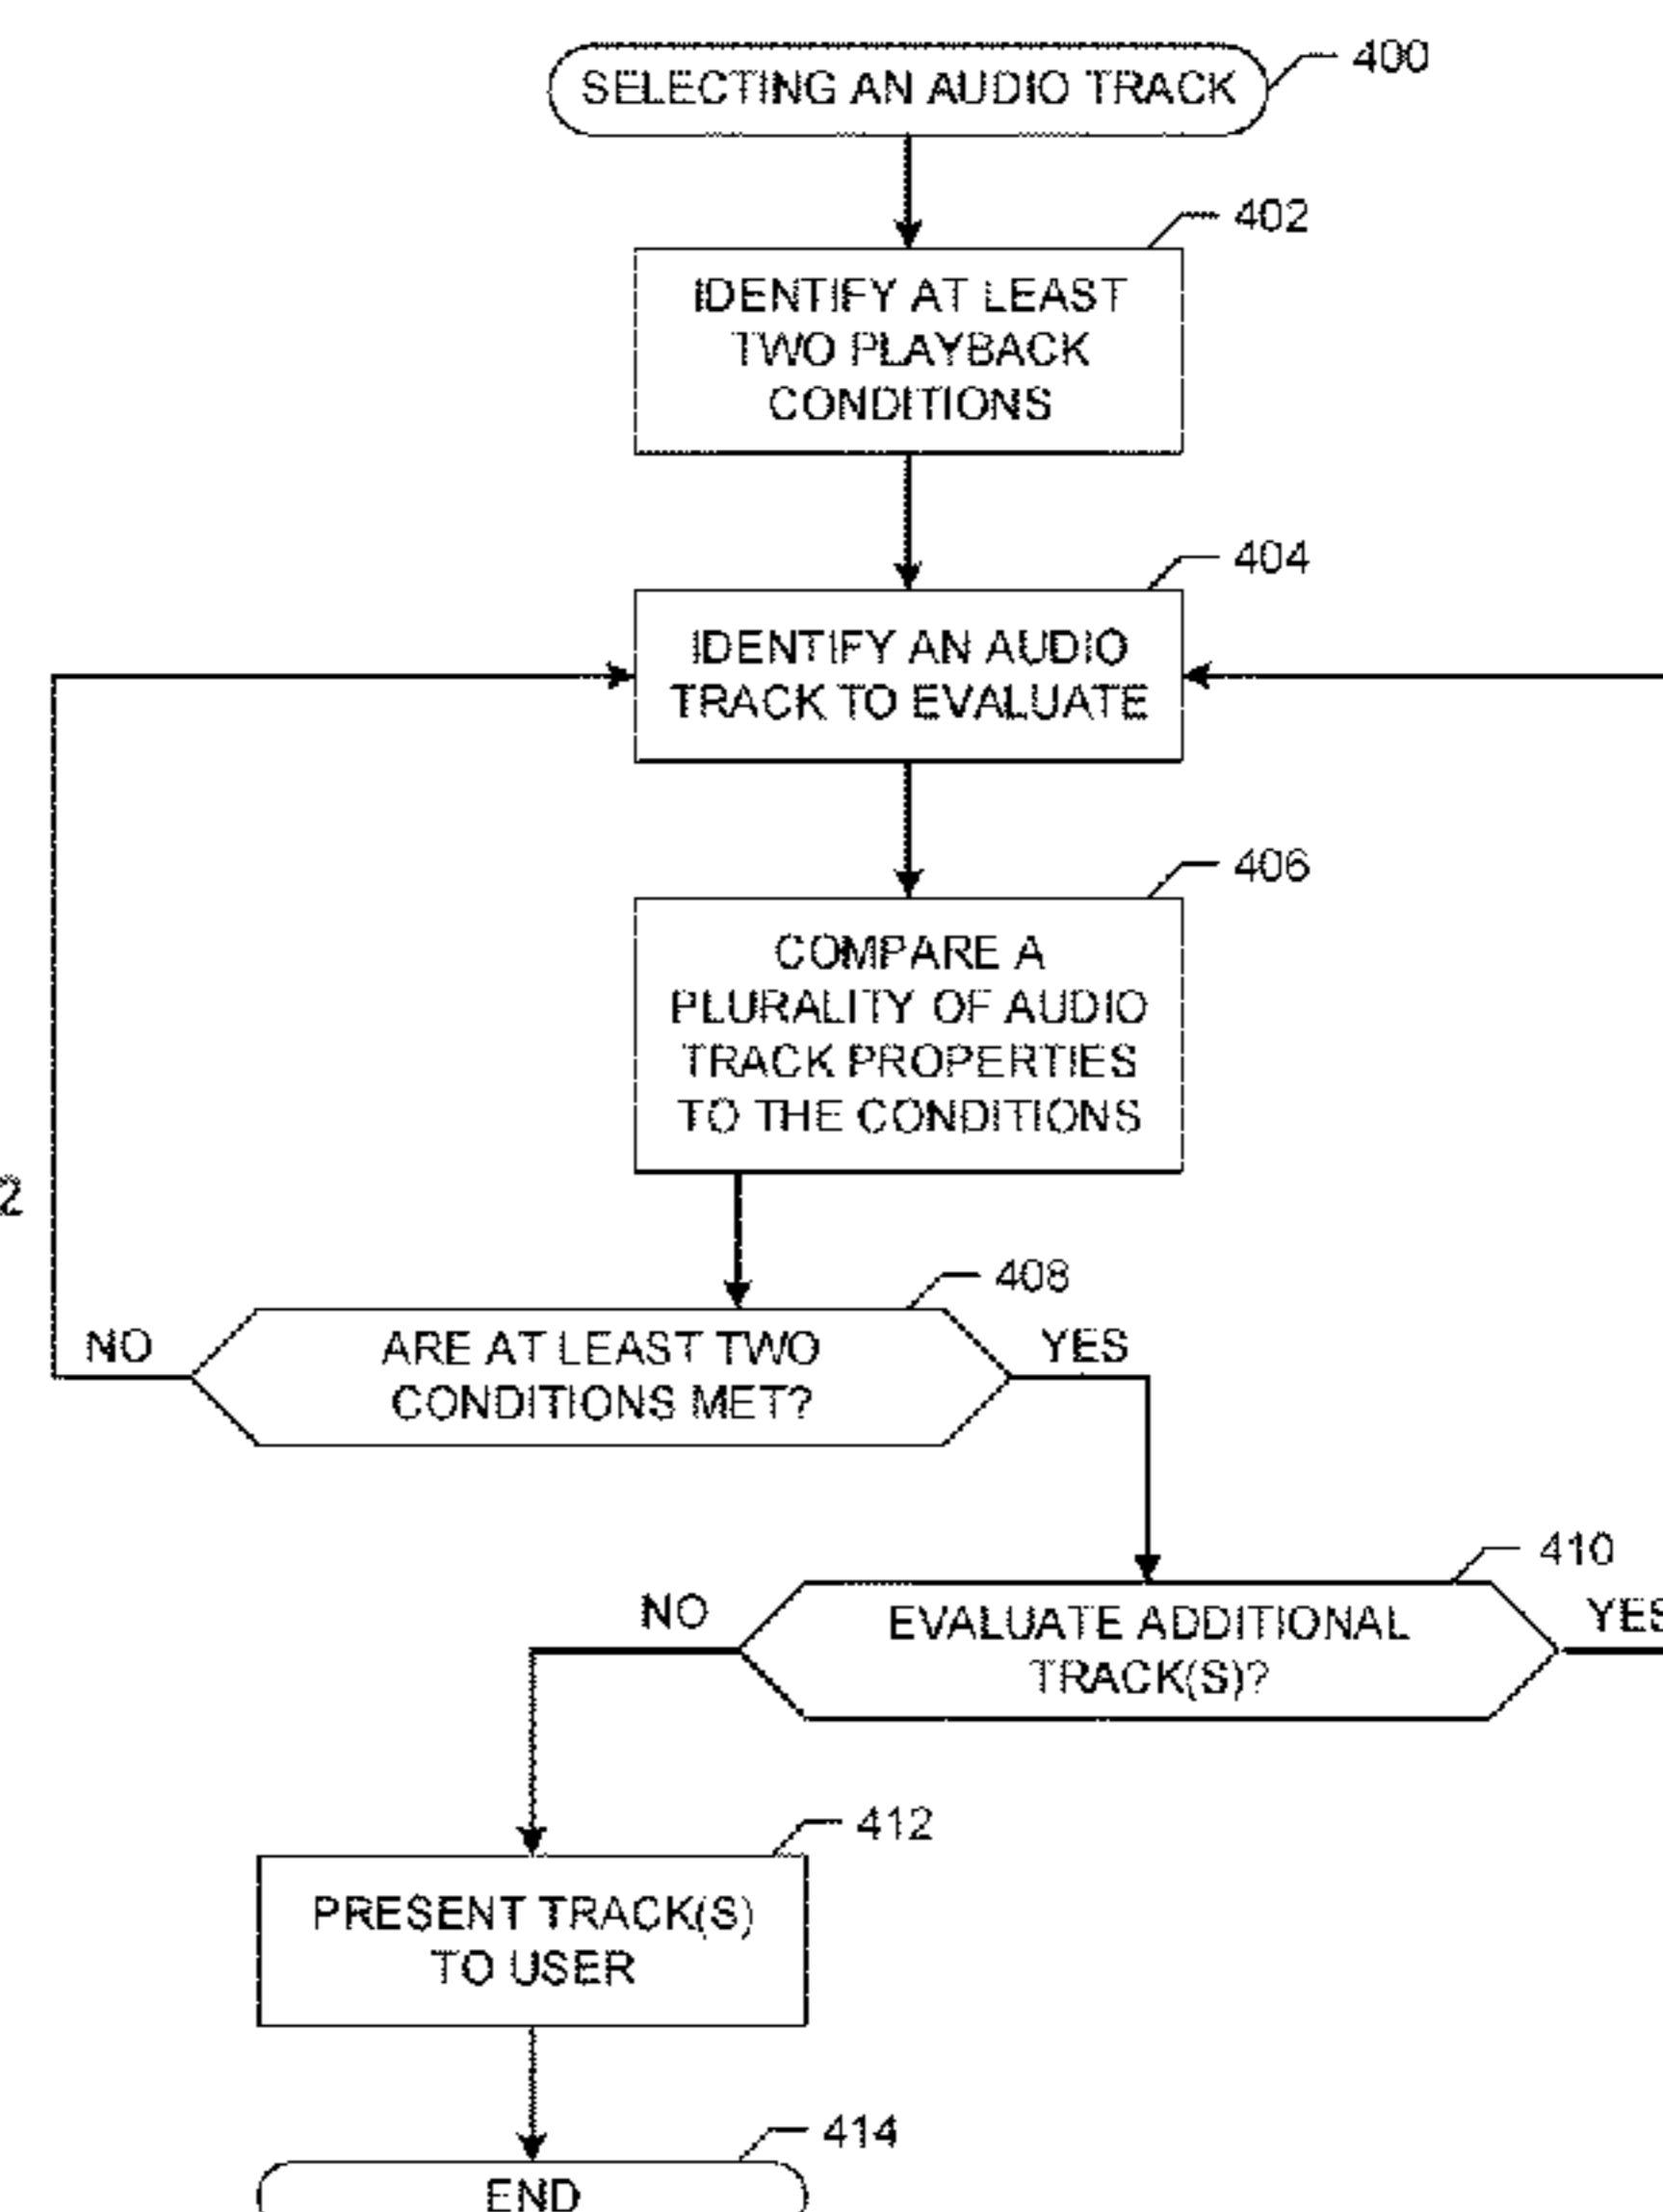 SELECTING AN AUDIO TRACK
400
402
IDENTIFY AT LEAST
TWO PLAYBACK
CONDITIONS
404
IDENTIFY AN AUDIO
TRACK TO EVALUATE
406
COMPARE A
PLURALITY OF AUDIO
TRACK PROPERTIES
TO THE CONDITIONS
2
408
NO
ARE AT LEAST TWO
CONDITIONS MET?
YES
410
NO
EVALUATE ADDITIONAL
TRACK(S)?
YES
412
PRESENT TRACK(S)
TO USER
414
END